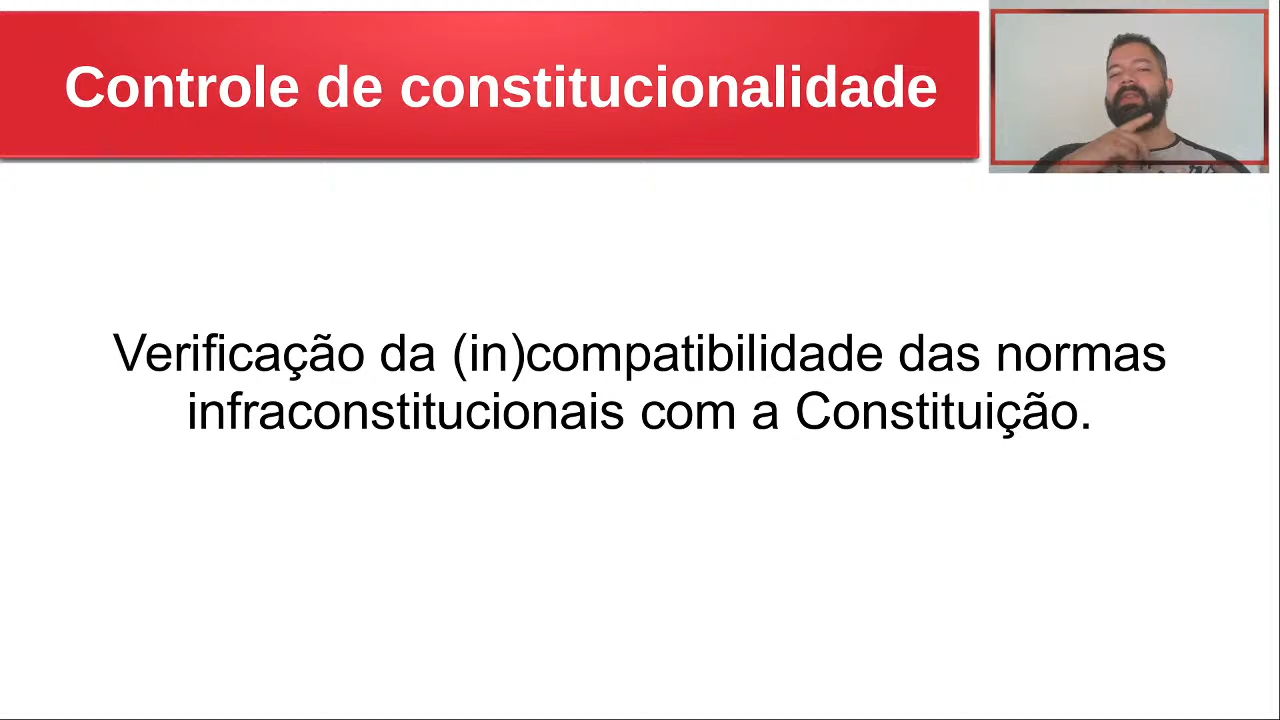 Controle de constitucionalidade
Verificação da (in)compatibilidade das normas
infraconstitucionais com a Constituição.